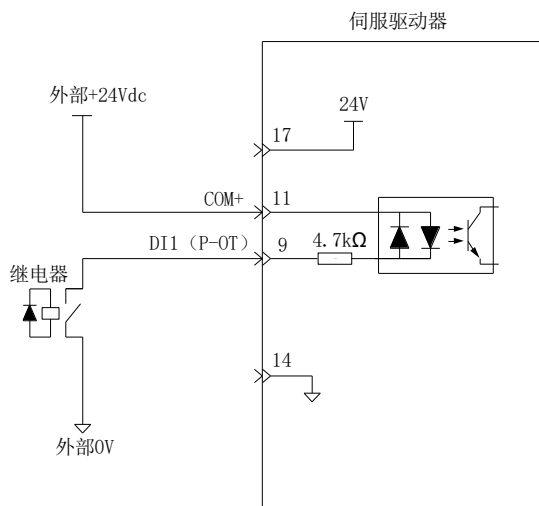 伺服驱动器
外部+24Vdc
24V
17
COM+
11
DI1（P-OT）
9
4.7kΩ
继电器
14
外部0V